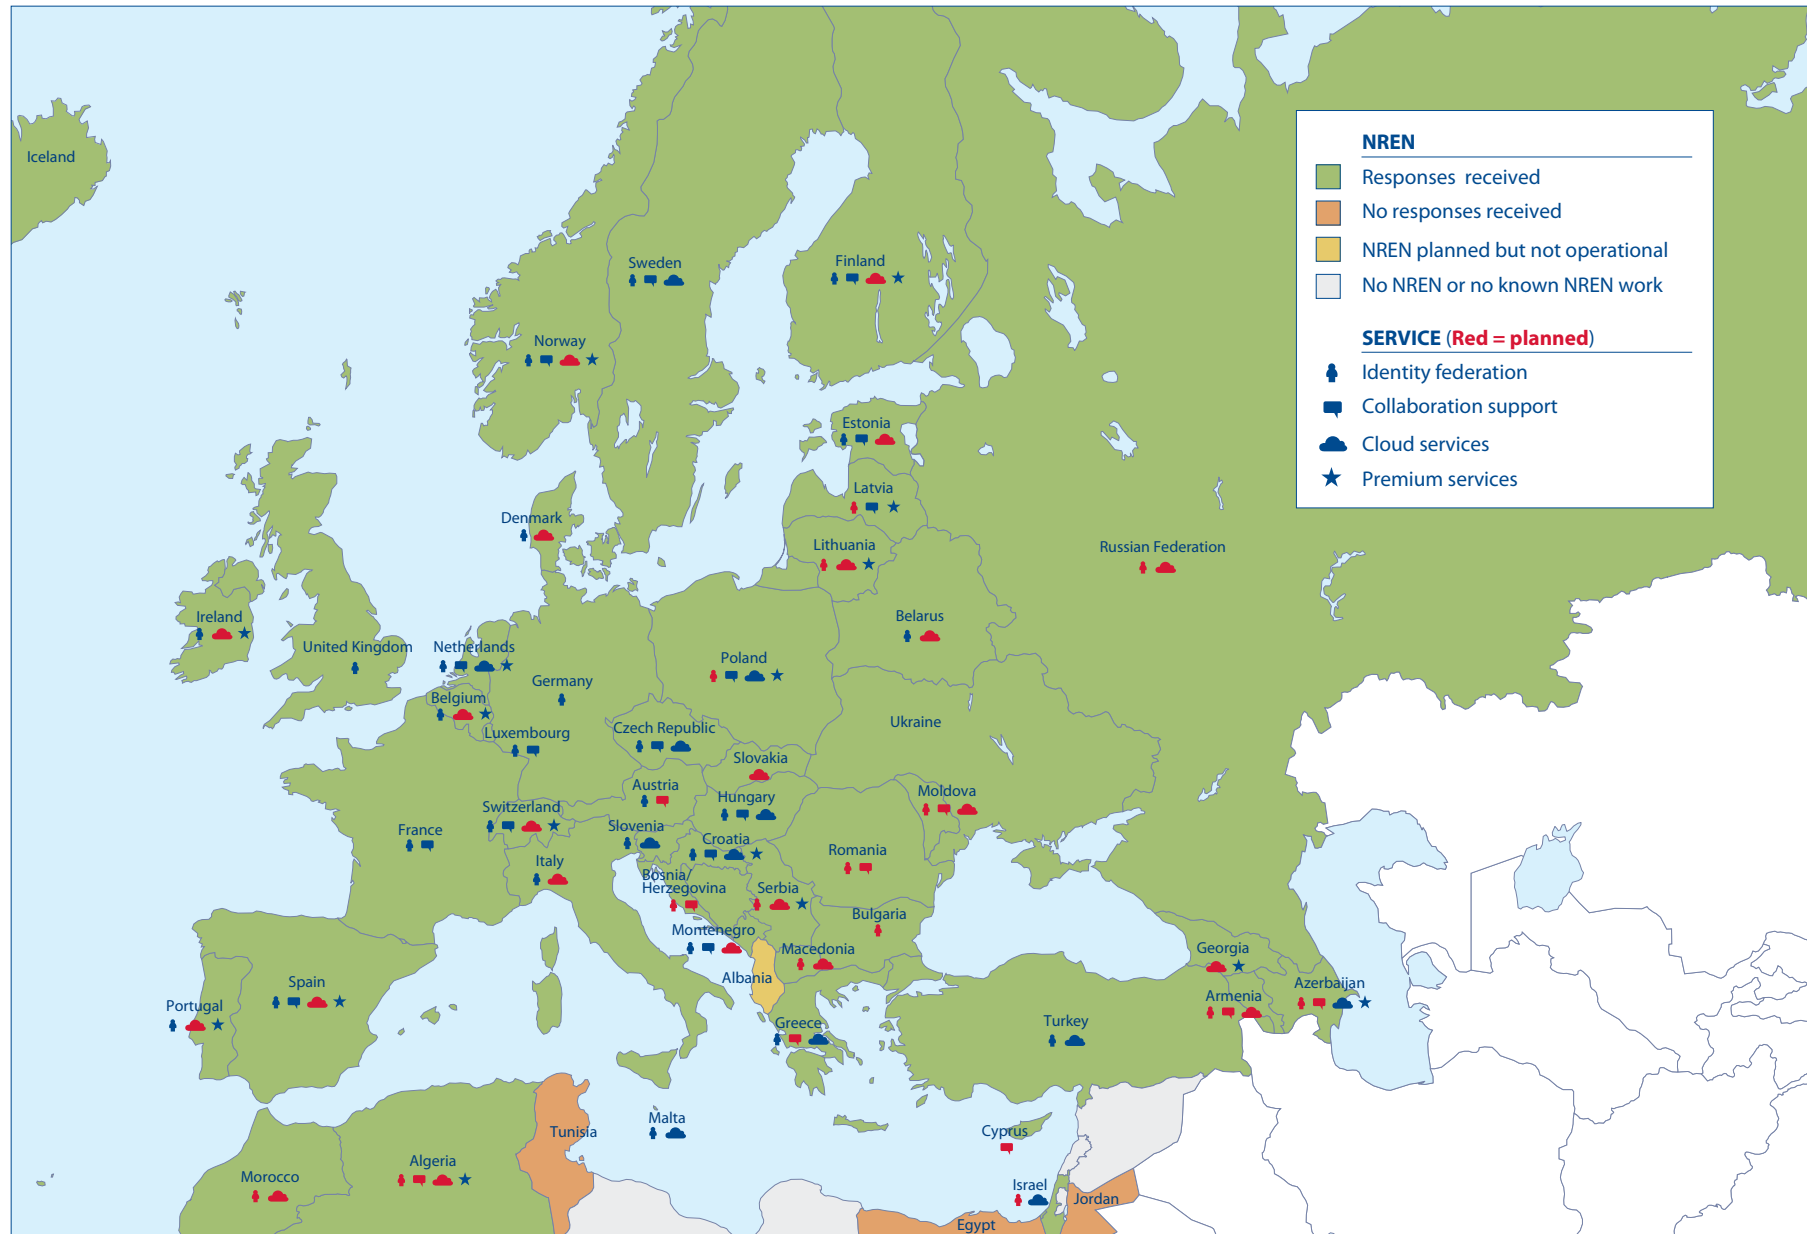 Iceland
NREN
Responses received
No responses received
NREN planned but not operational
No NREN or no known NREN work
SERVICE (Red = planned)
Identity federation
Collaboration support
Cloud services
Premium services
Sweden
Finland
Norway
Estonia
Latvia
Denmark
Lithuania
Russian Federation
Ireland
Belarus
United Kingdom
Netherlands
Poland
Germany
Belgium
Ukraine
Luxembourg
Czech Republic
Slovakia
Austria
Hungary
Moldova
Switzerland
Slovenia
France
Croatia
Romania
Italy
Bosnia/
Herzegovina
Serbia
Bulgaria
Montenegro
Macedonia
Georgia
Albania
Spain
Azerbaijan
Portugal
Armenia
Greece
Turkey
Malta
Tunisia
Cyprus
Algeria
Morocco
Israel
Jordan
Egypt